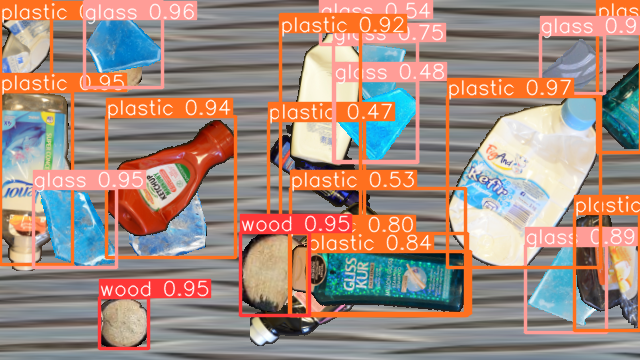 plastic
glass 0.96
glass 0.54
plastic 0.92
glass 0.75
glass 0.9
plas
plastic 0.95
glass 0.48
plastic 0.97
plastic 0.94
plastic 0.47
KETCHUP
glass 0.95
plastic 0.53
Kefir
plastic
wood 0.95
0.80
plastic 0.84
glass 0.89
GLISS
KUR
wood 0.95